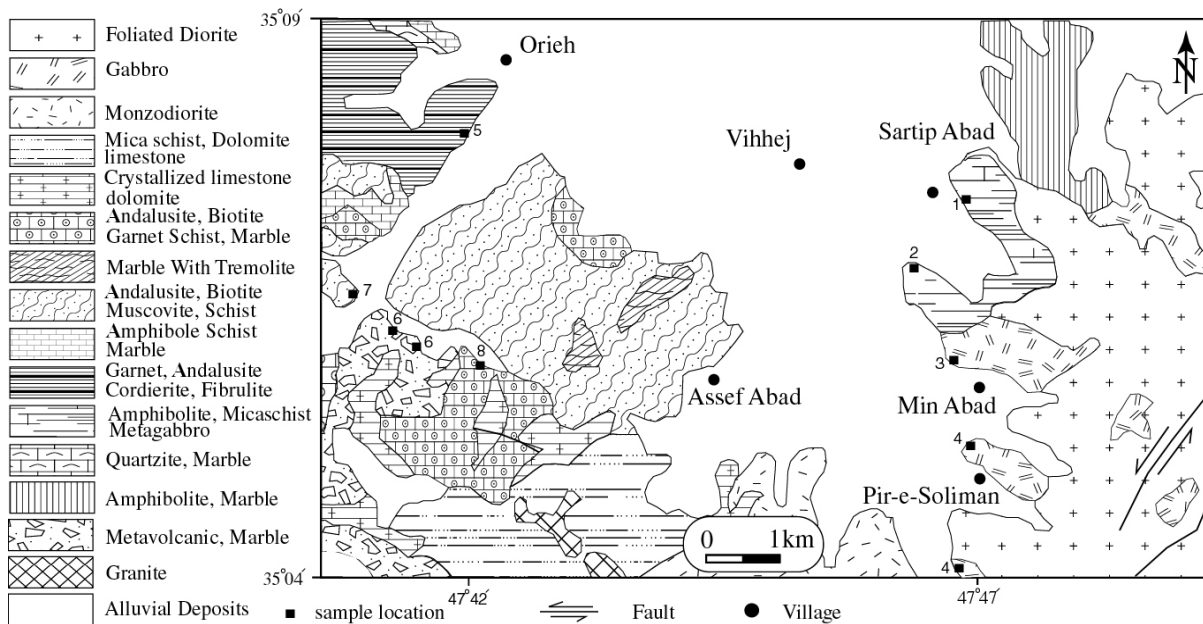 Foliated Diorite
Gabbro
Monzodiorite
Mica schist, Dolomite
limestone
Crystallized limestone
dolomite
Andalusite, Biotite
Garnet Schist, Marble
Marble With Tremolite
Andalusite, Biotite
Muscovite, Schist
Amphibole Schist
Marble
Garnet, Andalusite
Cordierite, Fibrulite
Amphibolite, Micaschist
Metagabbro
Quartzite, Marble
Amphibolite, Marble
Metavolcanic, Marble
Granite
Alluvial Deposits
sample location
Fault
Village
35°09′
Orieh
N
5
Vihhej
Sartip Abad
1
2
7
6
6
8
3
Assef Abad
Min Abad
4
Pir-e-Soliman
0 1km
4
35°04′
47°42
47°47